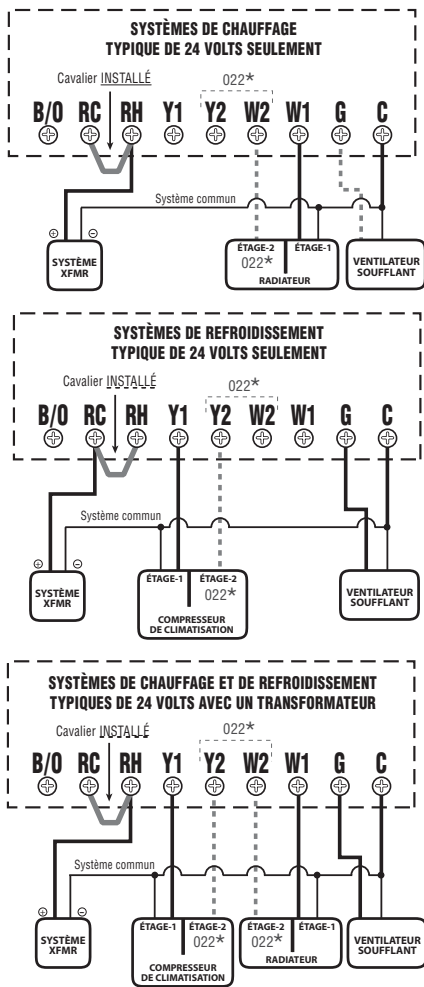 SYSTÈMES DE CHAUFFAGE
TYPIQUE DE 24 VOLTS SEULEMENT
Cavalier INSTALLÉ
022*
B/O RC RH Y1 Y2 W2 W1 G C
Système commun
⊕ ⊖
SYSTÈME
XFMR
ÉTAGE-2 ÉTAGE-1
022*
RADIATEUR
VENTILATEUR
SOUFFLANT
SYSTÈMES DE REFROIDISSEMENT
TYPIQUE DE 24 VOLTS SEULEMENT
Cavalier INSTALLÉ
022*
B/O RC RH Y1 Y2 W2 W1 G C
Système commun
⊕ ⊖
SYSTÈME
XFMR
ÉTAGE-1 ÉTAGE-2
022*
COMPRESSEUR
DE CLIMATISATION
VENTILATEUR
SOUFFLANT
SYSTÈMES DE CHAUFFAGE ET DE REFROIDISSEMENT
TYPIQUES DE 24 VOLTS AVEC UN TRANSFORMATEUR
Cavalier INSTALLÉ
022*
B/O RC RH Y1 Y2 W2 W1 G C
Système commun
⊕ ⊖
SYSTÈME
XFMR
ÉTAGE-1 ÉTAGE-2
022*
COMPRESSEUR
DE CLIMATISATION
ÉTAGE-2 ÉTAGE-1
022*
RADIATEUR
VENTILATEUR
SOUFFLANT